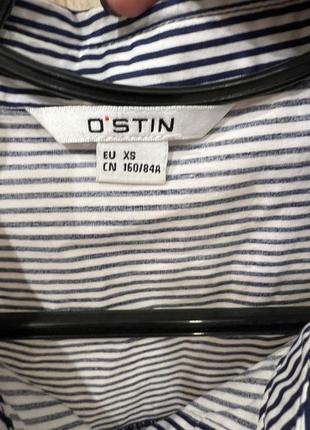 O'STIN
EU XS
CN 160/84A